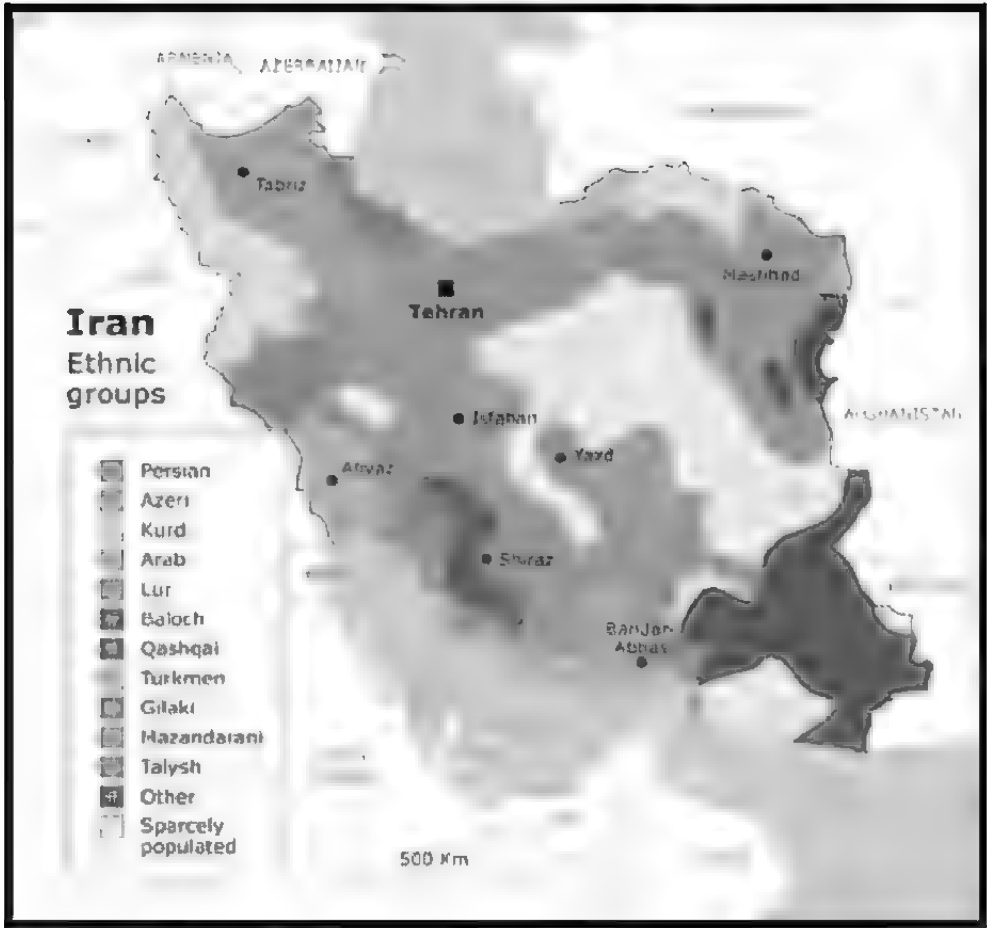 ARMENIA
AZERBAIJAN
Tabriz
Mashhad
Tehran
Iran
Ethnic
groups
AFGHANISTAN
Isfahan
Yazd
Ahvaz
Shiraz
Bandar
Abbas
Persian
Azeri
Kurd
Arab
Lur
Baloch
Qashqai
Turkmen
Gilaki
Mazandarani
Talysh
Other
Sparcely
populated
500 Km